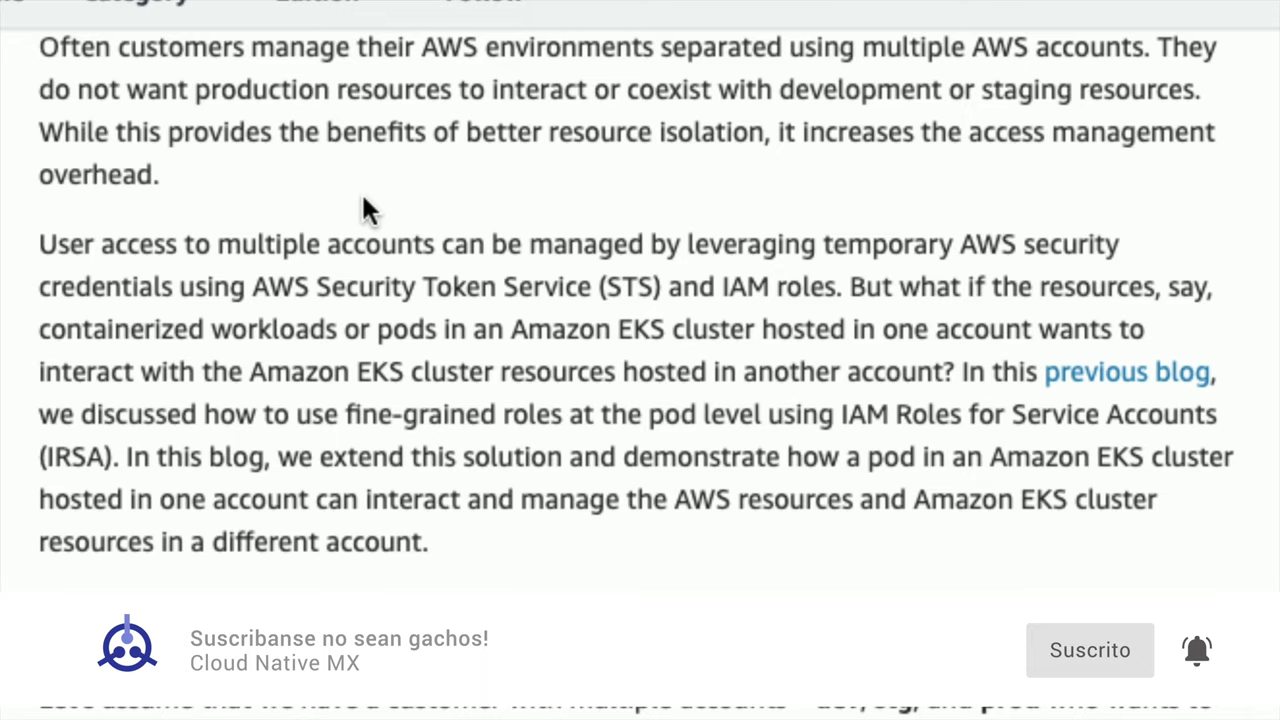 Category Edition Follow
Often customers manage their AWS environments separated using multiple AWS accounts. They
do not want production resources to interact or coexist with development or staging resources.
While this provides the benefits of better resource isolation, it increases the access management
overhead.
User access to multiple accounts can be managed by leveraging temporary AWS security
credentials using AWS Security Token Service (STS) and IAM roles. But what if the resources, say,
containerized workloads or pods in an Amazon EKS cluster hosted in one account wants to
interact with the Amazon EKS cluster resources hosted in another account? In this previous blog,
we discussed how to use fine-grained roles at the pod level using IAM Roles for Service Accounts
(IRSA). In this blog, we extend this solution and demonstrate how a pod in an Amazon EKS cluster
hosted in one account can interact and manage the AWS resources and Amazon EKS cluster
resources in a different account.
Suscribanse no sean gachos!
Cloud Native MX
Suscrito